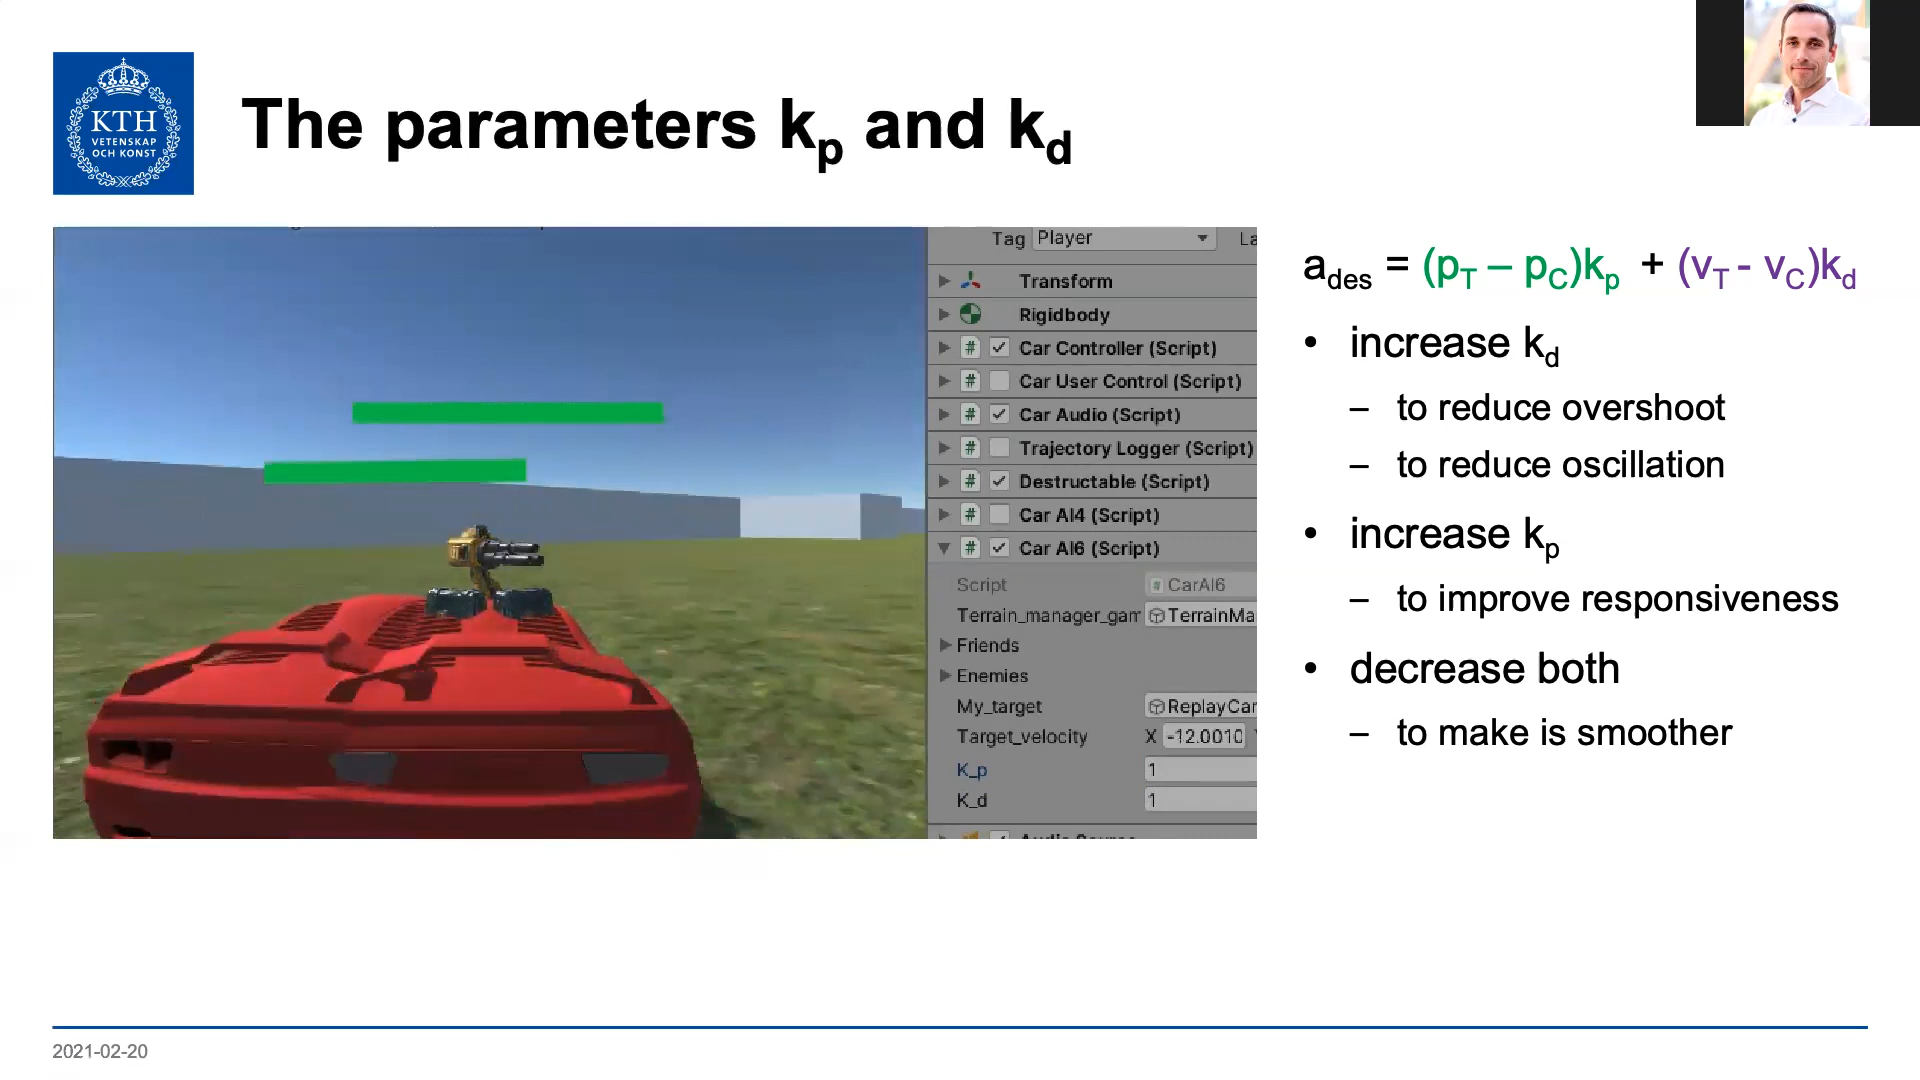 KTH
VETENSKAP
OCH KONST
The parameters kp and kd
Tag Player
Transform
Rigidbody
# Car Controller (Script)
# Car User Control (Script)
# Car Audio (Script)
# Trajectory Logger (Script)
# Destructable (Script)
# Car AI4 (Script)
# Car AI6 (Script)
Script # CarAI6
Terrain_manager_gam TerrainMa
Friends
Enemies
My_target ReplayCar
Target_velocity X -12.0010
K_p 1
K_d 1
ades = (pT – pC)kp + (vT - vC)kd
• increase kd
– to reduce overshoot
– to reduce oscillation
• increase kp
– to improve responsiveness
• decrease both
– to make is smoother
2021-02-20